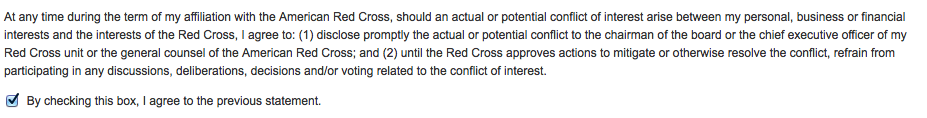 At any time during the term of my affiliation with the American Red Cross, should an actual or potential conflict of interest arise between my personal, business or financial
interests and the interests of the Red Cross, I agree to: (1) disclose promptly the actual or potential conflict to the chairman of the board or the chief executive officer of my
Red Cross unit or the general counsel of the American Red Cross; and (2) until the Red Cross approves actions to mitigate or otherwise resolve the conflict, refrain from
participating in any discussions, deliberations, decisions and/or voting related to the conflict of interest.
By checking this box, I agree to the previous statement.